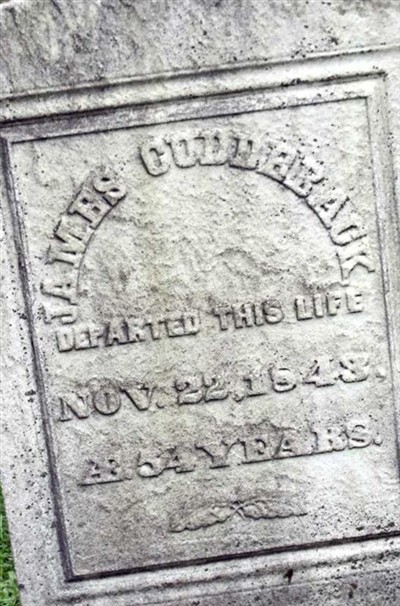 JAMES CUDDEBACK
DEPARTED THIS LIFE
NOV. 22, 1848.
Æ 54 YEARS.